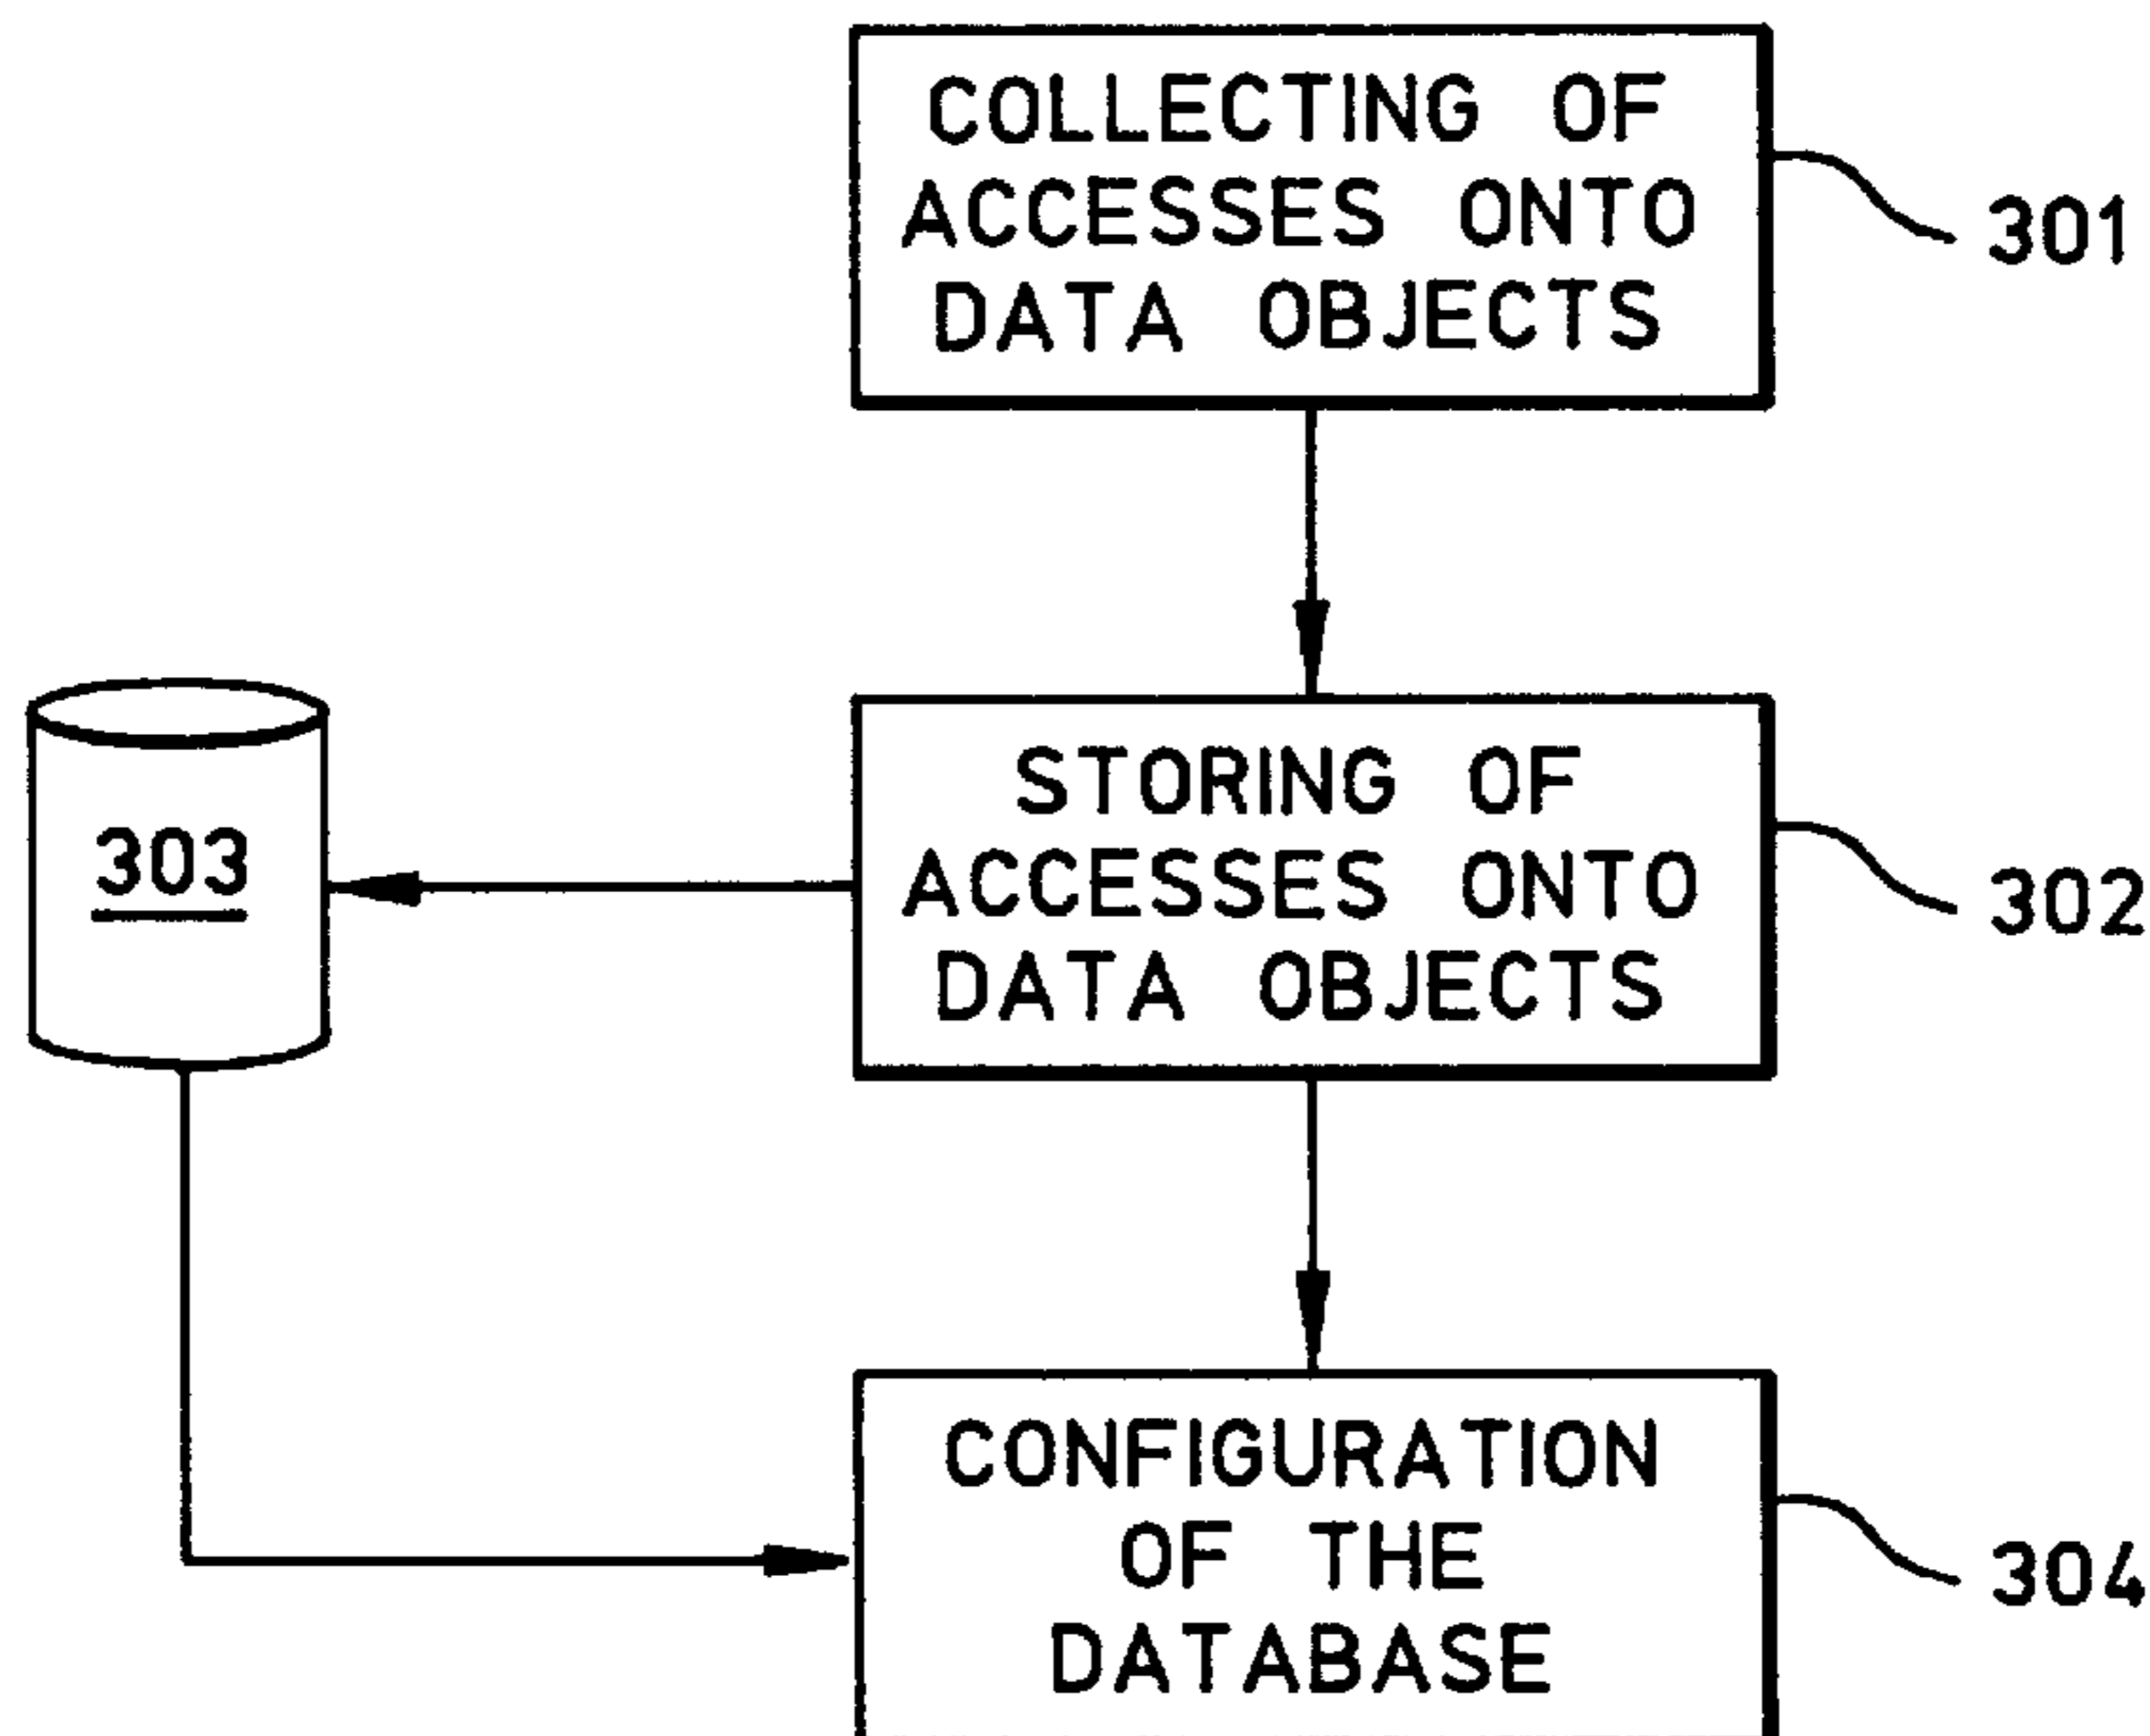 COLLECTING OF
ACCESSES ONTO
DATA OBJECTS
301
303
STORING OF
ACCESSES ONTO
DATA OBJECTS
302
CONFIGURATION
OF THE
DATABASE
304